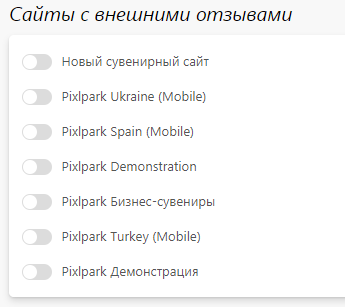 Сайты с внешними отзывами
Новый сувенирный сайт
Pixlpark Ukraine (Mobile)
Pixlpark Spain (Mobile)
Pixlpark Demonstration
Pixlpark Бизнес-сувениры
Pixlpark Turkey (Mobile)
Pixlpark Демонстрация